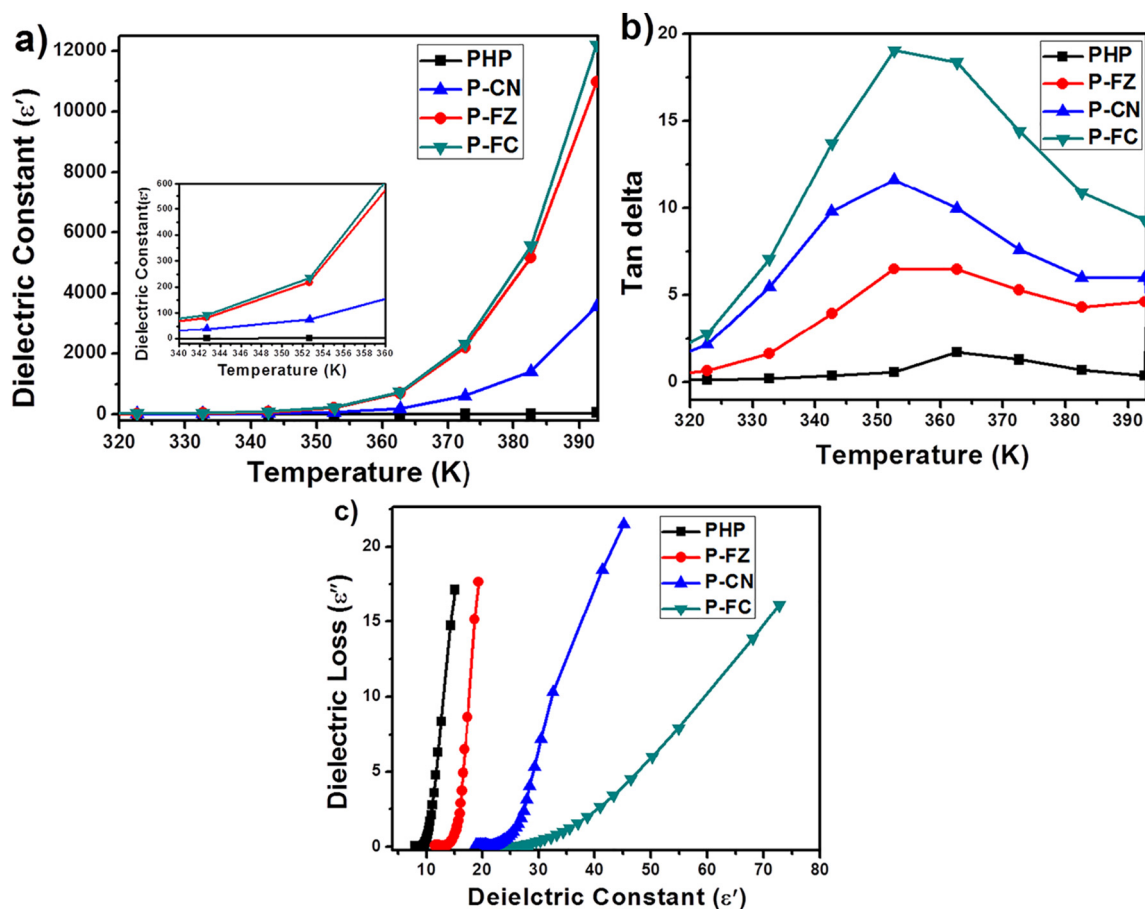 a)
Dielectric Constant (ε′)
12000
10000
8000
6000
4000
2000
0
320 330 340 350 360 370 380 390
Temperature (K)
PHP
P-CN
P-FZ
P-FC
Dielectric Constant(ε′)
600
500
400
300
200
100
0
340 342 344 346 348 350 352 354 356 358 360
Temperature (K)
b)
Tan delta
20
15
10
5
0
320 330 340 350 360 370 380 390
Temperature (K)
PHP
P-FZ
P-CN
P-FC
c)
Dielectric Loss (ε″)
20
15
10
5
0
10 20 30 40 50 60 70 80
Deielctric Constant (ε′)
PHP
P-FZ
P-CN
P-FC